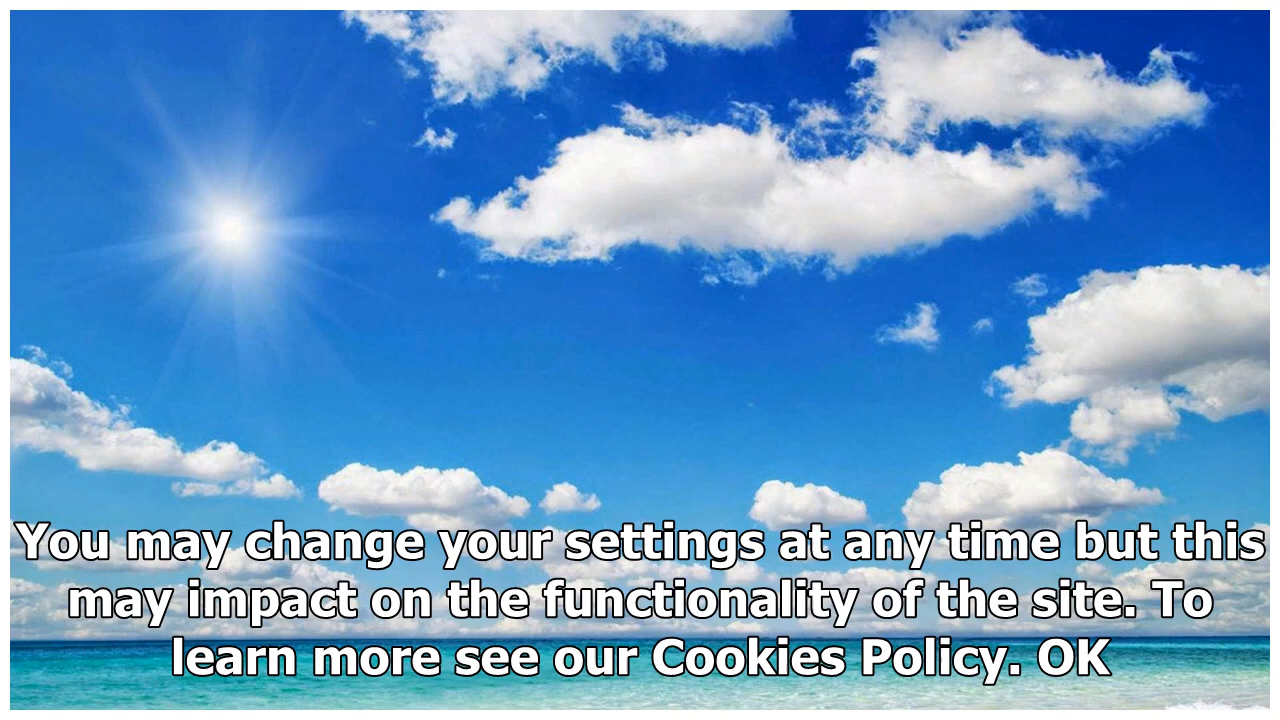 You may change your settings at any time but this
may impact on the functionality of the site. To
learn more see our Cookies Policy. OK